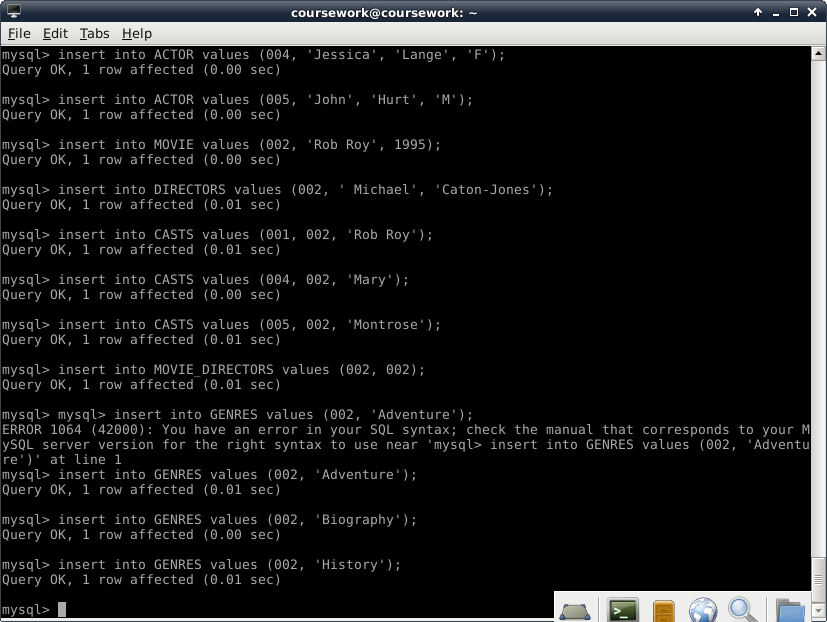 coursework@coursework: ~
File Edit Tabs Help
mysql> insert into ACTOR values (004, 'Jessica', 'Lange', 'F');
Query OK, 1 row affected (0.00 sec)
mysql> insert into ACTOR values (005, 'John', 'Hurt', 'M');
Query OK, 1 row affected (0.00 sec)
mysql> insert into MOVIE values (002, 'Rob Roy', 1995);
Query OK, 1 row affected (0.00 sec)
mysql> insert into DIRECTORS values (002, ' Michael', 'Caton-Jones');
Query OK, 1 row affected (0.01 sec)
mysql> insert into CASTS values (001, 002, 'Rob Roy');
Query OK, 1 row affected (0.01 sec)
mysql> insert into CASTS values (004, 002, 'Mary');
Query OK, 1 row affected (0.00 sec)
mysql> insert into CASTS values (005, 002, 'Montrose');
Query OK, 1 row affected (0.01 sec)
mysql> insert into MOVIE_DIRECTORS values (002, 002);
Query OK, 1 row affected (0.01 sec)
mysql> mysql> insert into GENRES values (002, 'Adventure');
ERROR 1064 (42000): You have an error in your SQL syntax; check the manual that corresponds to your M
ySQL server version for the right syntax to use near 'mysql> insert into GENRES values (002, 'Adventu
re')' at line 1
mysql> insert into GENRES values (002, 'Adventure');
Query OK, 1 row affected (0.01 sec)
mysql> insert into GENRES values (002, 'Biography');
Query OK, 1 row affected (0.00 sec)
mysql> insert into GENRES values (002, 'History');
Query OK, 1 row affected (0.01 sec)
mysql>